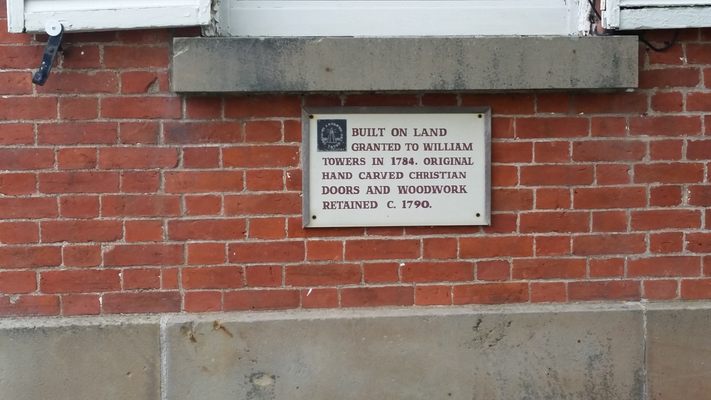 BUILT ON LAND
GRANTED TO WILLIAM
TOWERS IN 1784. ORIGINAL
HAND CARVED CHRISTIAN
DOORS AND WOODWORK
RETAINED C. 1790.